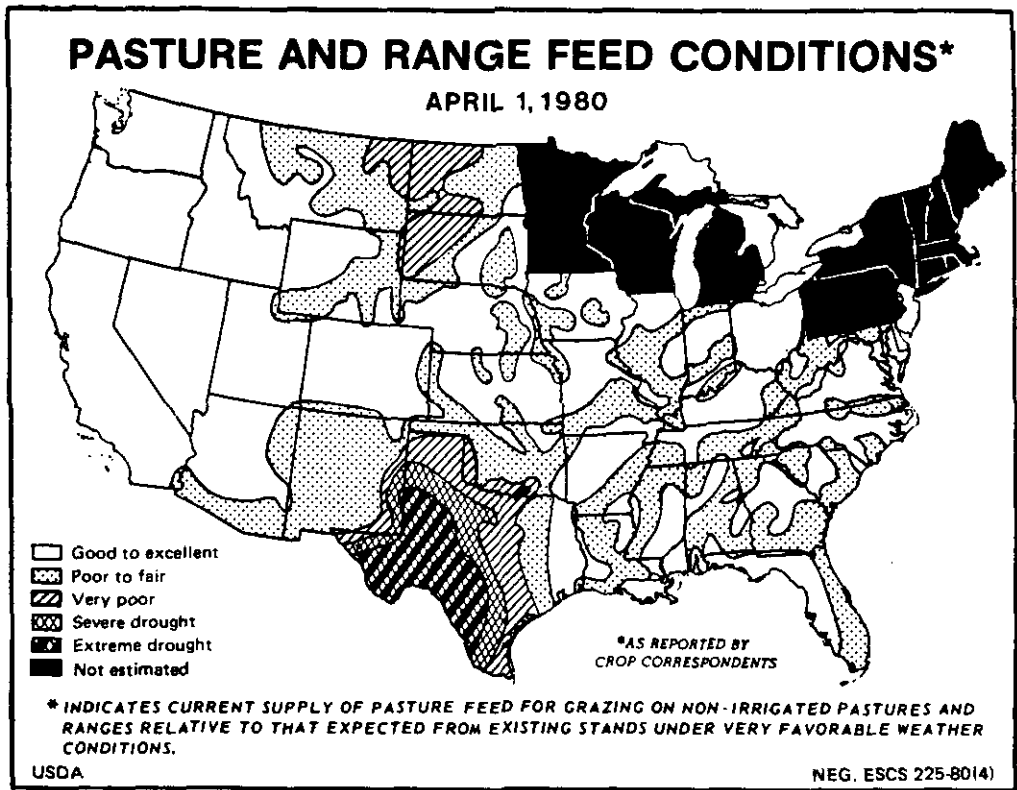 PASTURE AND RANGE FEED CONDITIONS*
APRIL 1, 1980
Good to excellent
Poor to fair
Very poor
Severe drought
Extreme drought
Not estimated
*AS REPORTED BY
CROP CORRESPONDENTS
* INDICATES CURRENT SUPPLY OF PASTURE FEED FOR GRAZING ON NON-IRRIGATED PASTURES AND
RANGES RELATIVE TO THAT EXPECTED FROM EXISTING STANDS UNDER VERY FAVORABLE WEATHER
CONDITIONS.
USDA
NEG. ESCS 225-80(4)